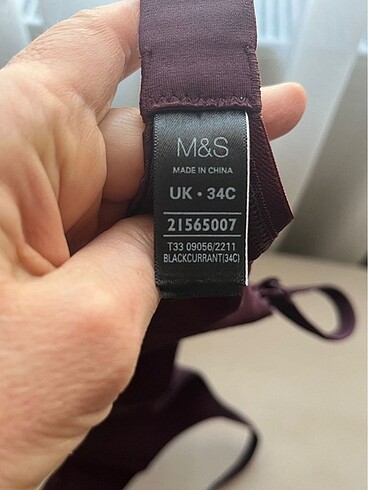 M&S
MADE IN CHINA
UK • 34C
21565007
T33 09056/2211
BLACKCURRANT(34C)